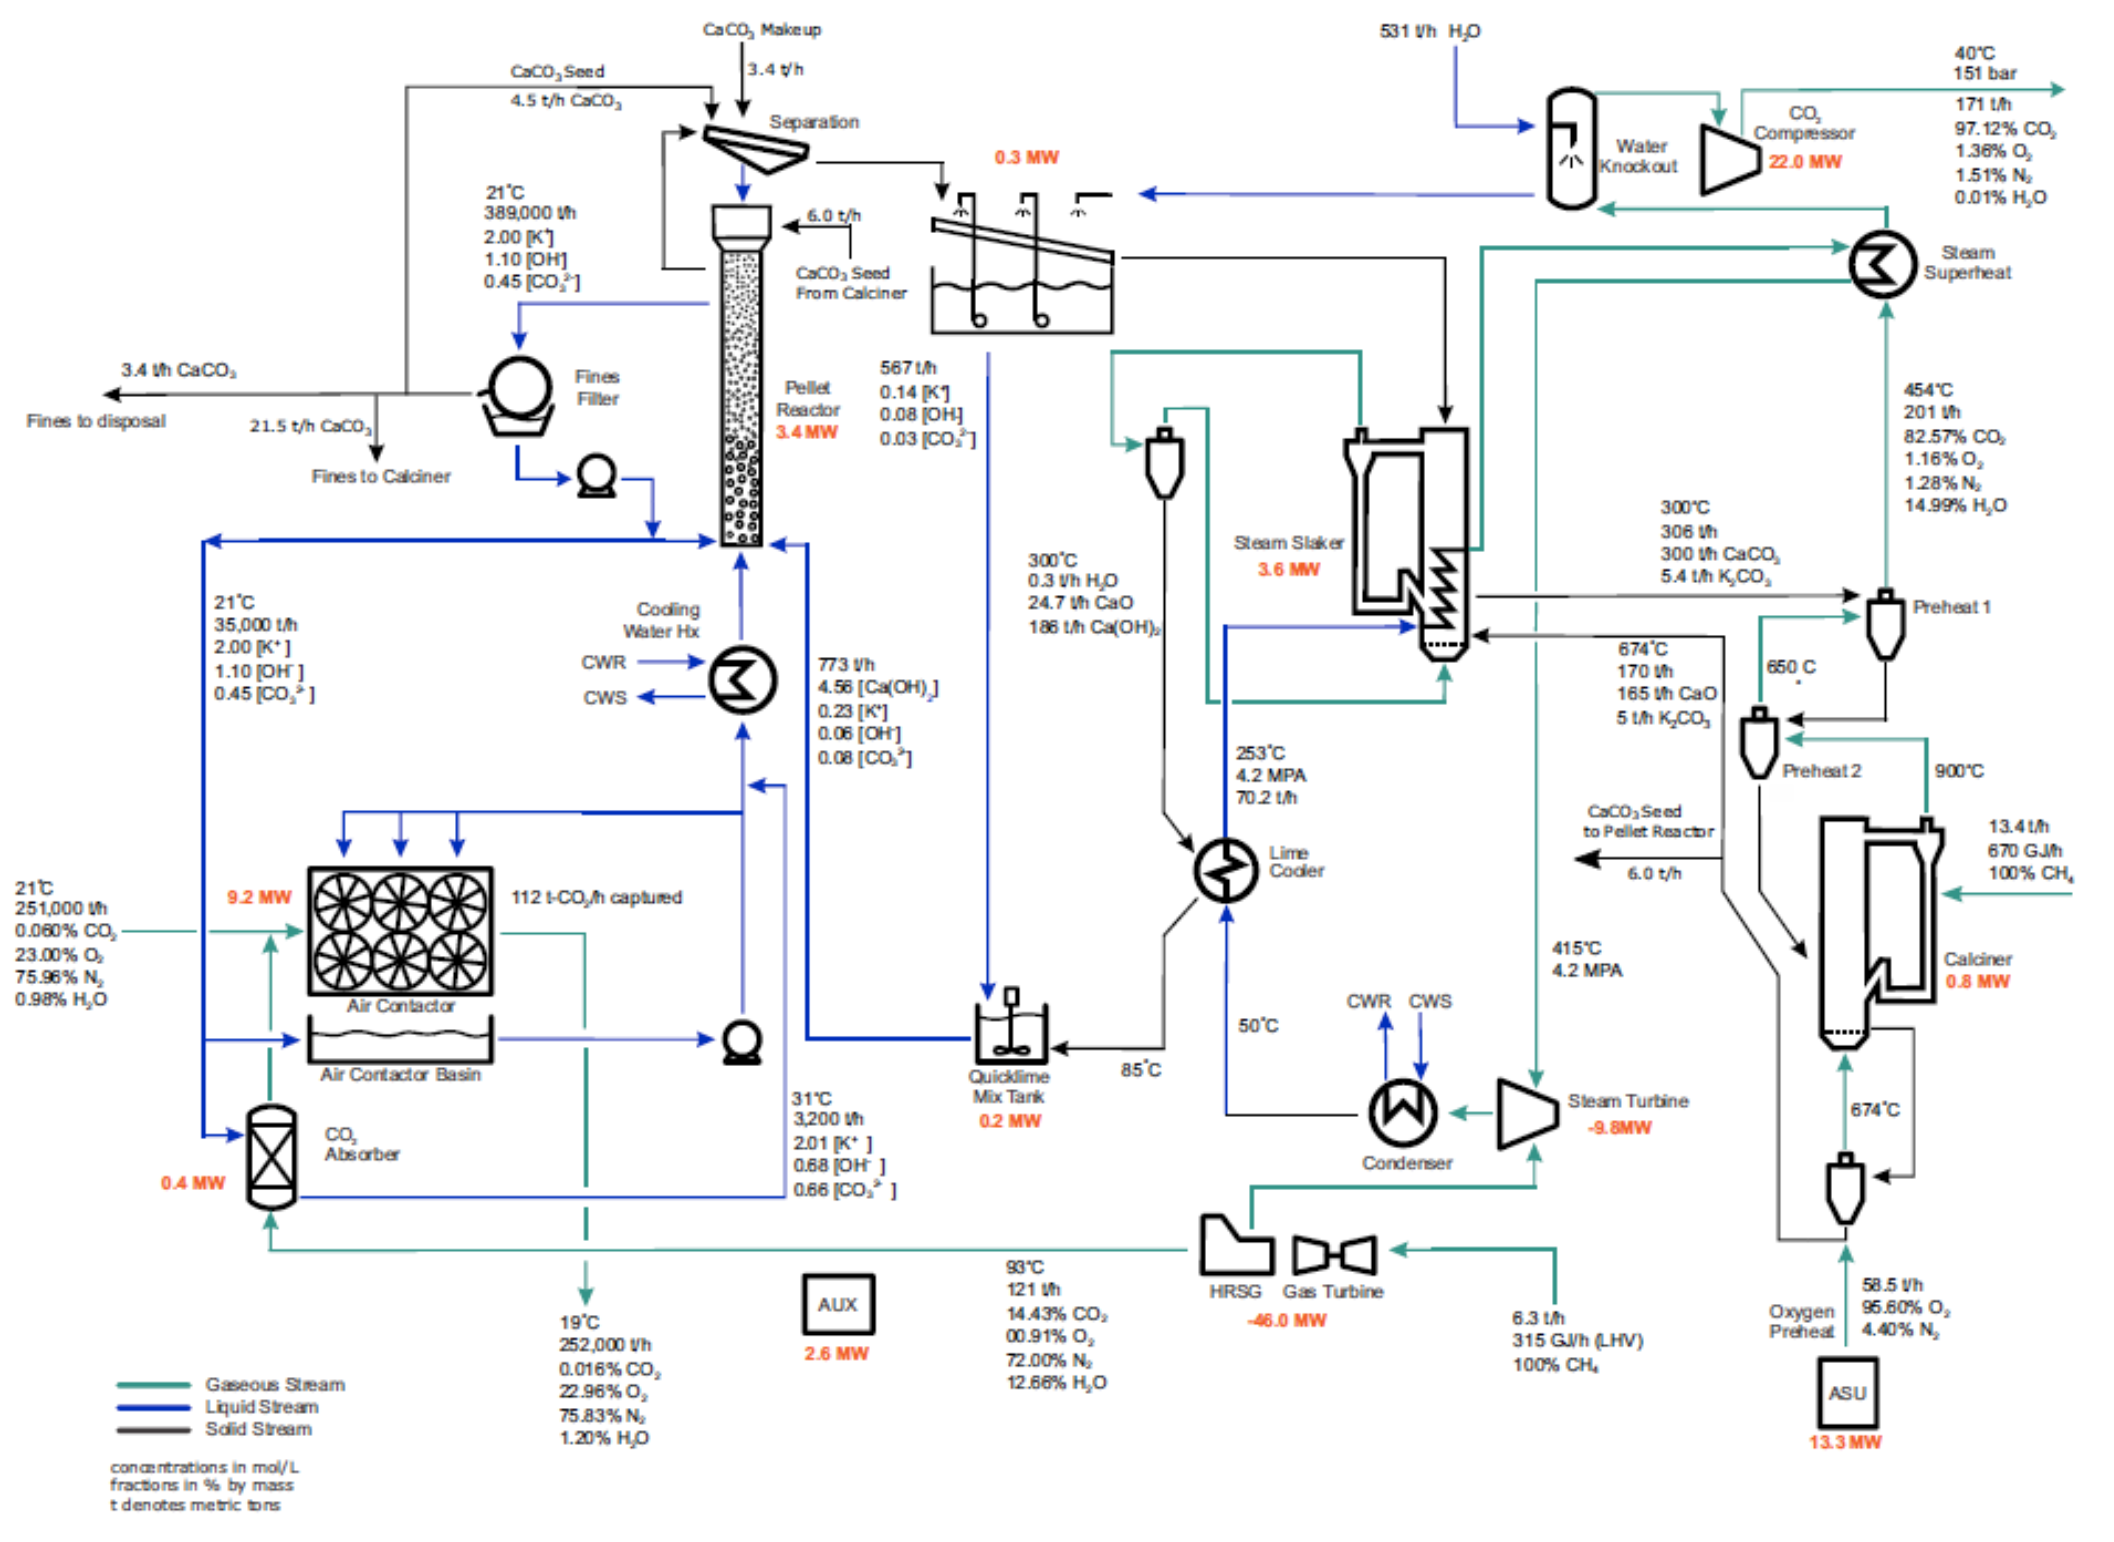 CaCO₃ Makeup
3.4 t/h
CaCO₃ Seed
4.5 t/h CaCO₃
Separation
0.3 MW
531 t/h H₂O
Water
Knockout
CO₂
Compressor
22.0 MW
40°C
151 bar
171 t/h
97.12% CO₂
1.36% O₂
1.51% N₂
0.01% H₂O
21°C
389,000 t/h
2.00 [K⁺]
1.10 [OH⁻]
0.45 [CO₃²⁻]
6.0 t/h
CaCO₃ Seed
From Calciner
Steam
Superheat
3.4 t/h CaCO₃
Fines to disposal
21.5 t/h CaCO₃
Fines to Calciner
Fines
Filter
Pellet
Reactor
3.4 MW
567 t/h
0.14 [K⁺]
0.08 [OH⁻]
0.03 [CO₃²⁻]
454°C
201 t/h
82.57% CO₂
1.16% O₂
1.28% N₂
14.99% H₂O
Steam Slaker
3.6 MW
300°C
306 t/h
300 t/h CaCO₃
5.4 t/h K₂CO₃
Preheat 1
300°C
0.3 t/h H₂O
24.7 t/h CaO
186 t/h Ca(OH)₂
21°C
35,000 t/h
2.00 [K⁺]
1.10 [OH⁻]
0.45 [CO₃²⁻]
Cooling
Water Hx
CWR
CWS
773 t/h
4.56 [Ca(OH)₂]
0.23 [K⁺]
0.06 [OH⁻]
0.08 [CO₃²⁻]
674°C
170 t/h
165 t/h CaO
5 t/h K₂CO₃
650 C
°
Preheat 2
900°C
253°C
4.2 MPA
70.2 t/h
CaCO₃ Seed
to Pellet Reactor
6.0 t/h
13.4 t/h
670 GJ/h
100% CH₄
Lime
Cooler
21°C
251,000 t/h
0.060% CO₂
23.00% O₂
75.96% N₂
0.98% H₂O
9.2 MW
112 t-CO₂/h captured
Air Contactor
Air Contactor Basin
415°C
4.2 MPA
Calciner
0.8 MW
CWR
CWS
50°C
85°C
Quicklime
Mix Tank
0.2 MW
31°C
3,200 t/h
2.01 [K⁺ ]
0.68 [OH⁻ ]
0.66 [CO₃²⁻ ]
CO₂
Absorber
0.4 MW
Condenser
Steam Turbine
-9.8MW
674°C
HRSG
Gas Turbine
-46.0 MW
93°C
121 t/h
14.43% CO₂
00.91% O₂
72.00% N₂
12.66% H₂O
6.3 t/h
315 GJ/h (LHV)
100% CH₄
Oxygen
Preheat
58.5 t/h
95.60% O₂
4.40% N₂
ASU
13.3 MW
AUX
2.6 MW
19°C
252,000 t/h
0.016% CO₂
22.96% O₂
75.83% N₂
1.20% H₂O
Gaseous Stream
Liquid Stream
Solid Stream
concentrations in mol/L
fractions in % by mass
t denotes metric tons